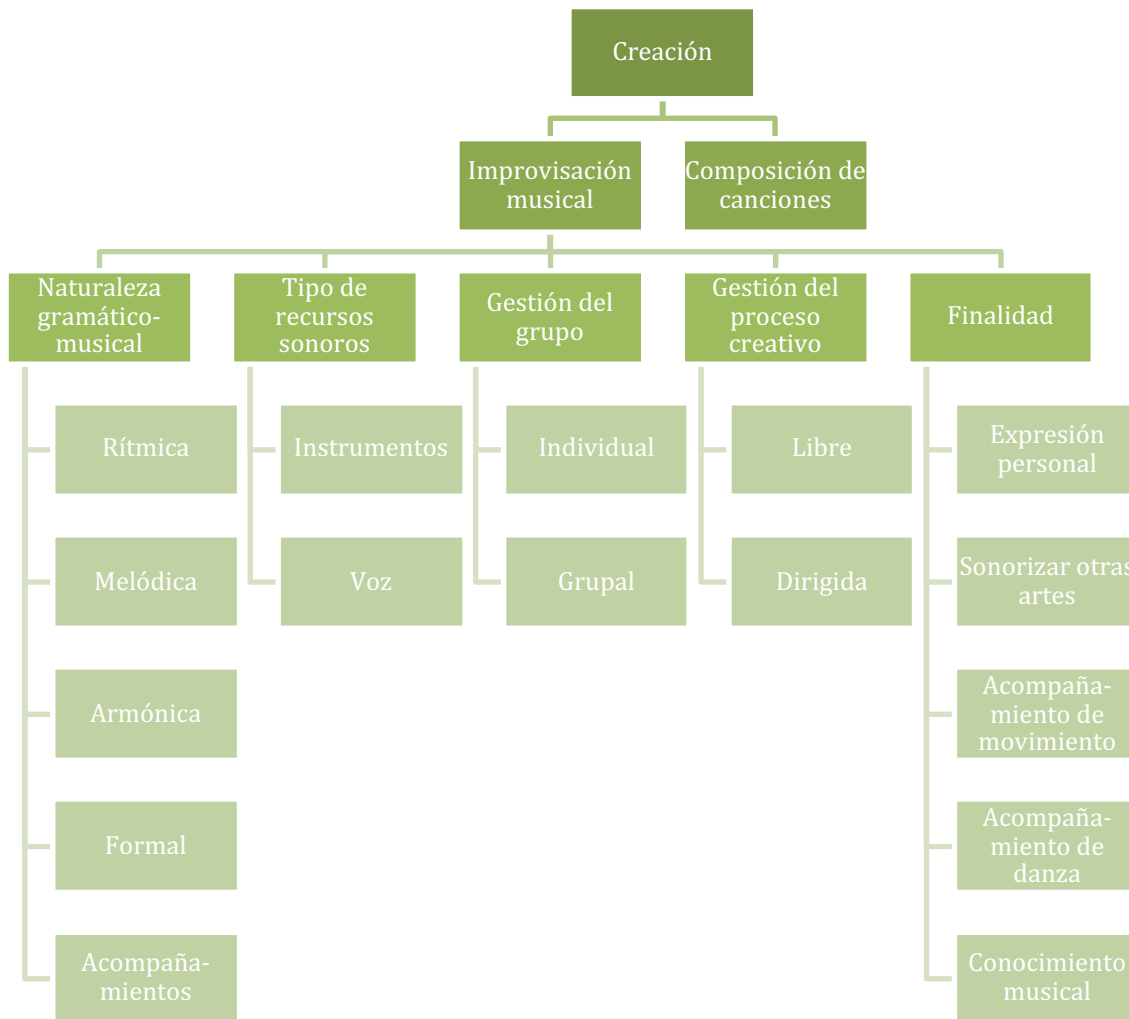 Creación
Improvisación
musical
Composición de
canciones
Naturaleza
gramático-
musical
Tipo de
recursos
sonoros
Gestión del
grupo
Gestión del
proceso
creativo
Finalidad
Rítmica
Melódica
Armónica
Formal
Acompaña-
mientos
Instrumentos
Voz
Individual
Grupal
Libre
Dirigida
Expresión
personal
Sonorizar otras
artes
Acompaña-
miento de
movimiento
Acompaña-
miento de
danza
Conocimiento
musical